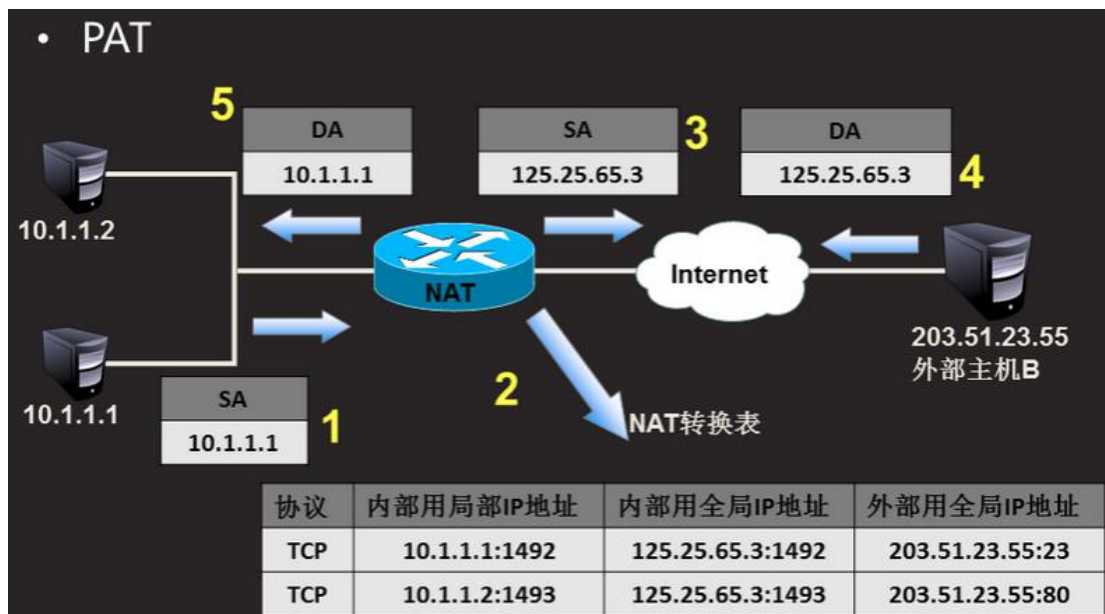 • PAT
5
DA
10.1.1.1
SA
125.25.65.3
3
DA
125.25.65.3
4
10.1.1.2
NAT
Internet
203.51.23.55
外部主机B
10.1.1.1
SA
10.1.1.1
1
2
NAT转换表
协议 内部用局部IP地址 内部用全局IP地址 外部用全局IP地址
TCP 10.1.1.1:1492 125.25.65.3:1492 203.51.23.55:23
TCP 10.1.1.2:1493 125.25.65.3:1493 203.51.23.55:80